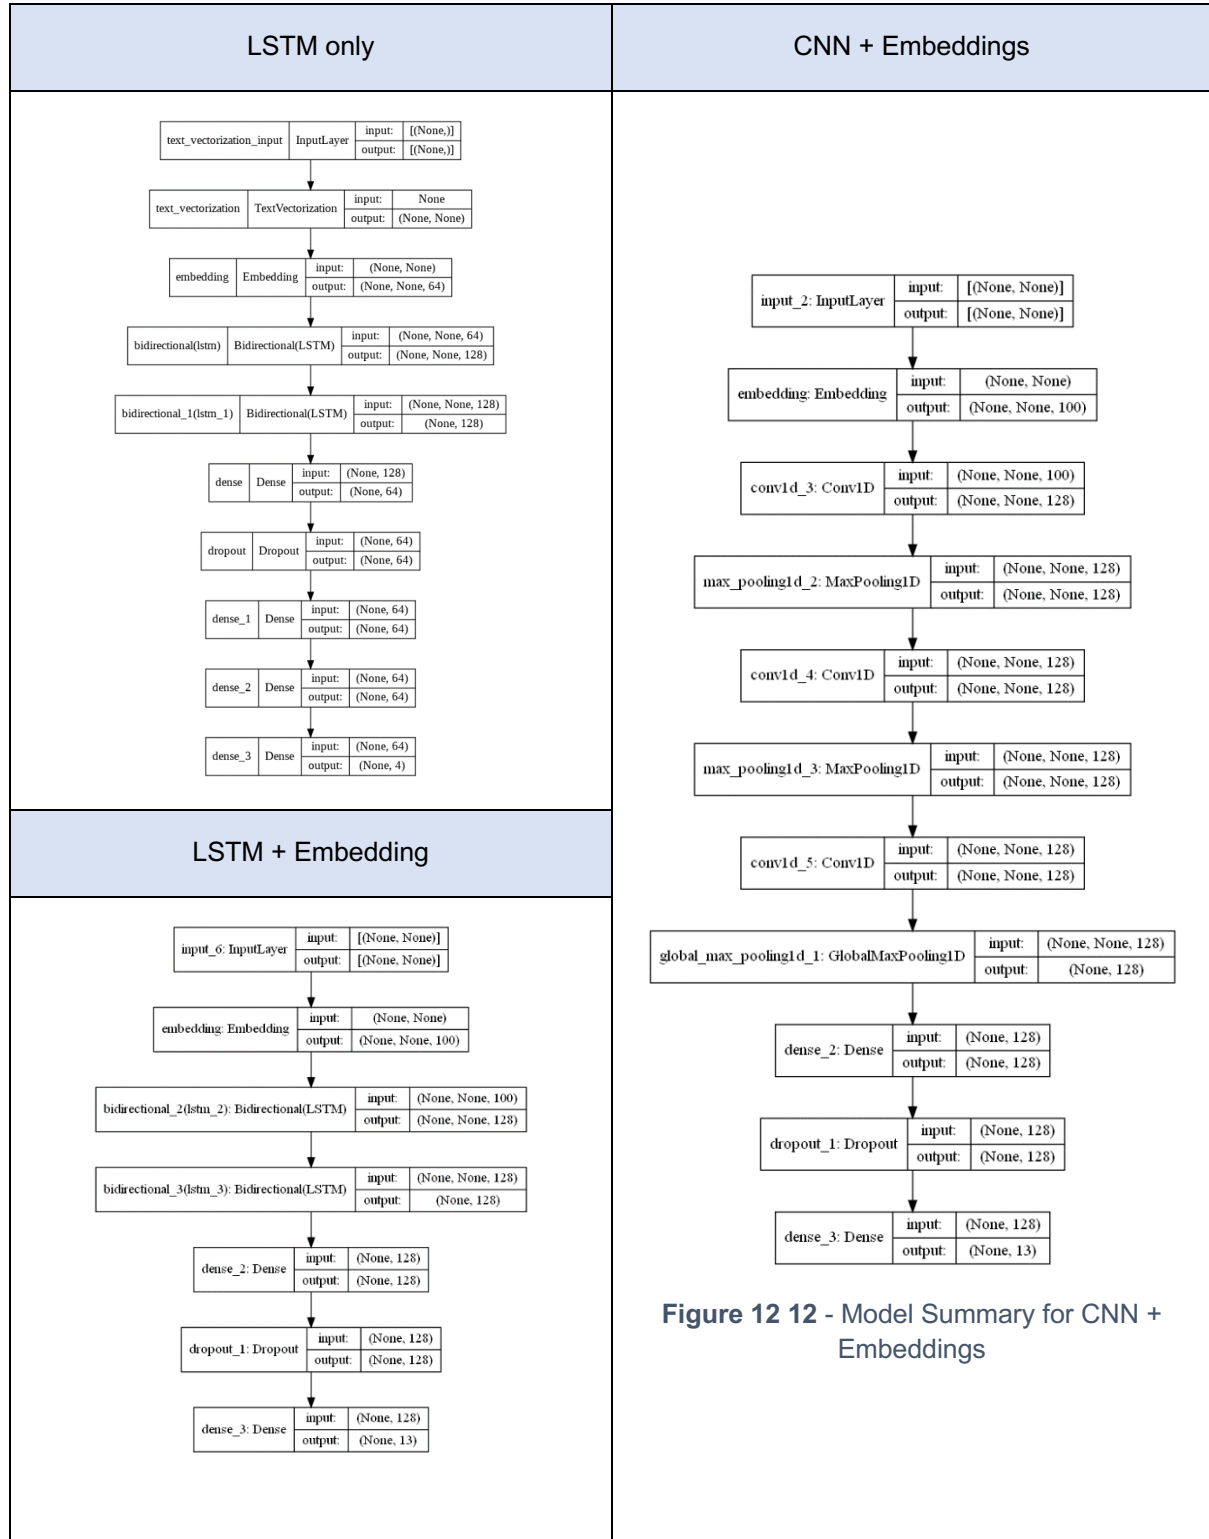 LSTM only
text_vectorization_input InputLayer input: [(None,)]
output: [(None,)]
text_vectorization TextVectorization input: None
output: (None, None)
embedding Embedding input: (None, None)
output: (None, None, 64)
bidirectional(lstm) Bidirectional(LSTM) input: (None, None, 64)
output: (None, None, 128)
bidirectional_1(lstm_1) Bidirectional(LSTM) input: (None, None, 128)
output: (None, 128)
dense Dense input: (None, 128)
output: (None, 64)
dropout Dropout input: (None, 64)
output: (None, 64)
dense_1 Dense input: (None, 64)
output: (None, 64)
dense_2 Dense input: (None, 64)
output: (None, 64)
dense_3 Dense input: (None, 64)
output: (None, 4)
LSTM + Embedding
input_6: InputLayer input: [(None, None)]
output: [(None, None)]
embedding: Embedding input: (None, None)
output: (None, None, 100)
bidirectional_2(lstm_2): Bidirectional(LSTM) input: (None, None, 100)
output: (None, None, 128)
bidirectional_3(lstm_3): Bidirectional(LSTM) input: (None, None, 128)
output: (None, 128)
dense_2: Dense input: (None, 128)
output: (None, 128)
dropout_1: Dropout input: (None, 128)
output: (None, 128)
dense_3: Dense input: (None, 128)
output: (None, 13)
CNN + Embeddings
input_2: InputLayer input: [(None, None)]
output: [(None, None)]
embedding: Embedding input: (None, None)
output: (None, None, 100)
conv1d_3: Conv1D input: (None, None, 100)
output: (None, None, 128)
max_pooling1d_2: MaxPooling1D input: (None, None, 128)
output: (None, None, 128)
conv1d_4: Conv1D input: (None, None, 128)
output: (None, None, 128)
max_pooling1d_3: MaxPooling1D input: (None, None, 128)
output: (None, None, 128)
conv1d_5: Conv1D input: (None, None, 128)
output: (None, None, 128)
global_max_pooling1d_1: GlobalMaxPooling1D input: (None, None, 128)
output: (None, 128)
dense_2: Dense input: (None, 128)
output: (None, 128)
dropout_1: Dropout input: (None, 128)
output: (None, 128)
dense_3: Dense input: (None, 128)
output: (None, 13)
Figure 12 12 - Model Summary for CNN +
Embeddings